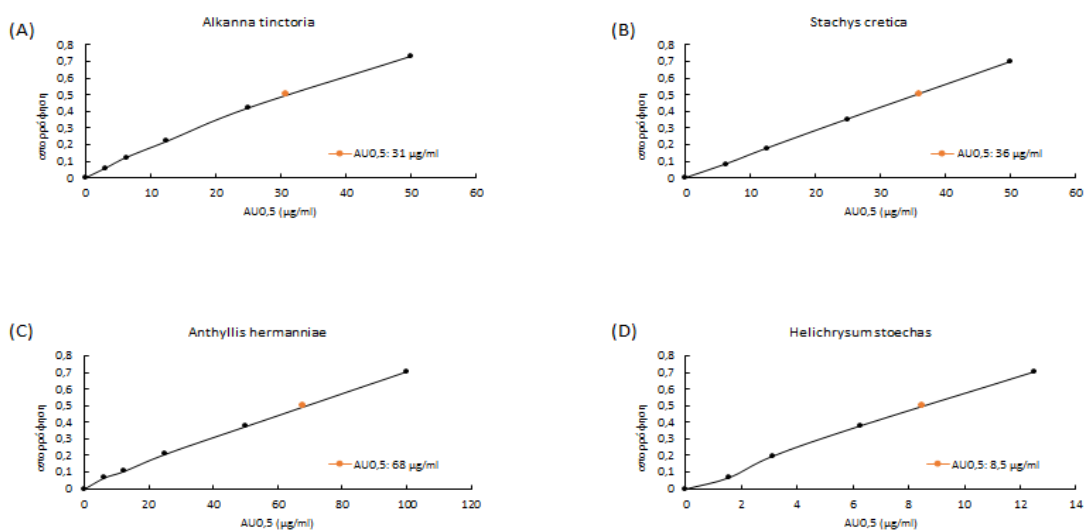 (A)
Alkanna tinctoria
0,8
0,7
0,6
0,5
0,4
0,3
0,2
0,1
0
απορρόφηση
AU0,5: 31 μg/ml
0 10 20 30 40 50 60
AU0,5 (μg/ml)
(B)
Stachys cretica
0,8
0,7
0,6
0,5
0,4
0,3
0,2
0,1
0
απορρόφηση
AU0,5: 36 μg/ml
0 10 20 30 40 50 60
AU0,5 (μg/ml)
(C)
Anthyllis hermanniae
0,8
0,7
0,6
0,5
0,4
0,3
0,2
0,1
0
απορρόφηση
AU0,5: 68 μg/ml
0 20 40 60 80 100 120
AU0,5 (μg/ml)
(D)
Helichrysum stoechas
0,8
0,7
0,6
0,5
0,4
0,3
0,2
0,1
0
απορρόφηση
AU0,5: 8,5 μg/ml
0 2 4 6 8 10 12 14
AU0,5 (μg/ml)